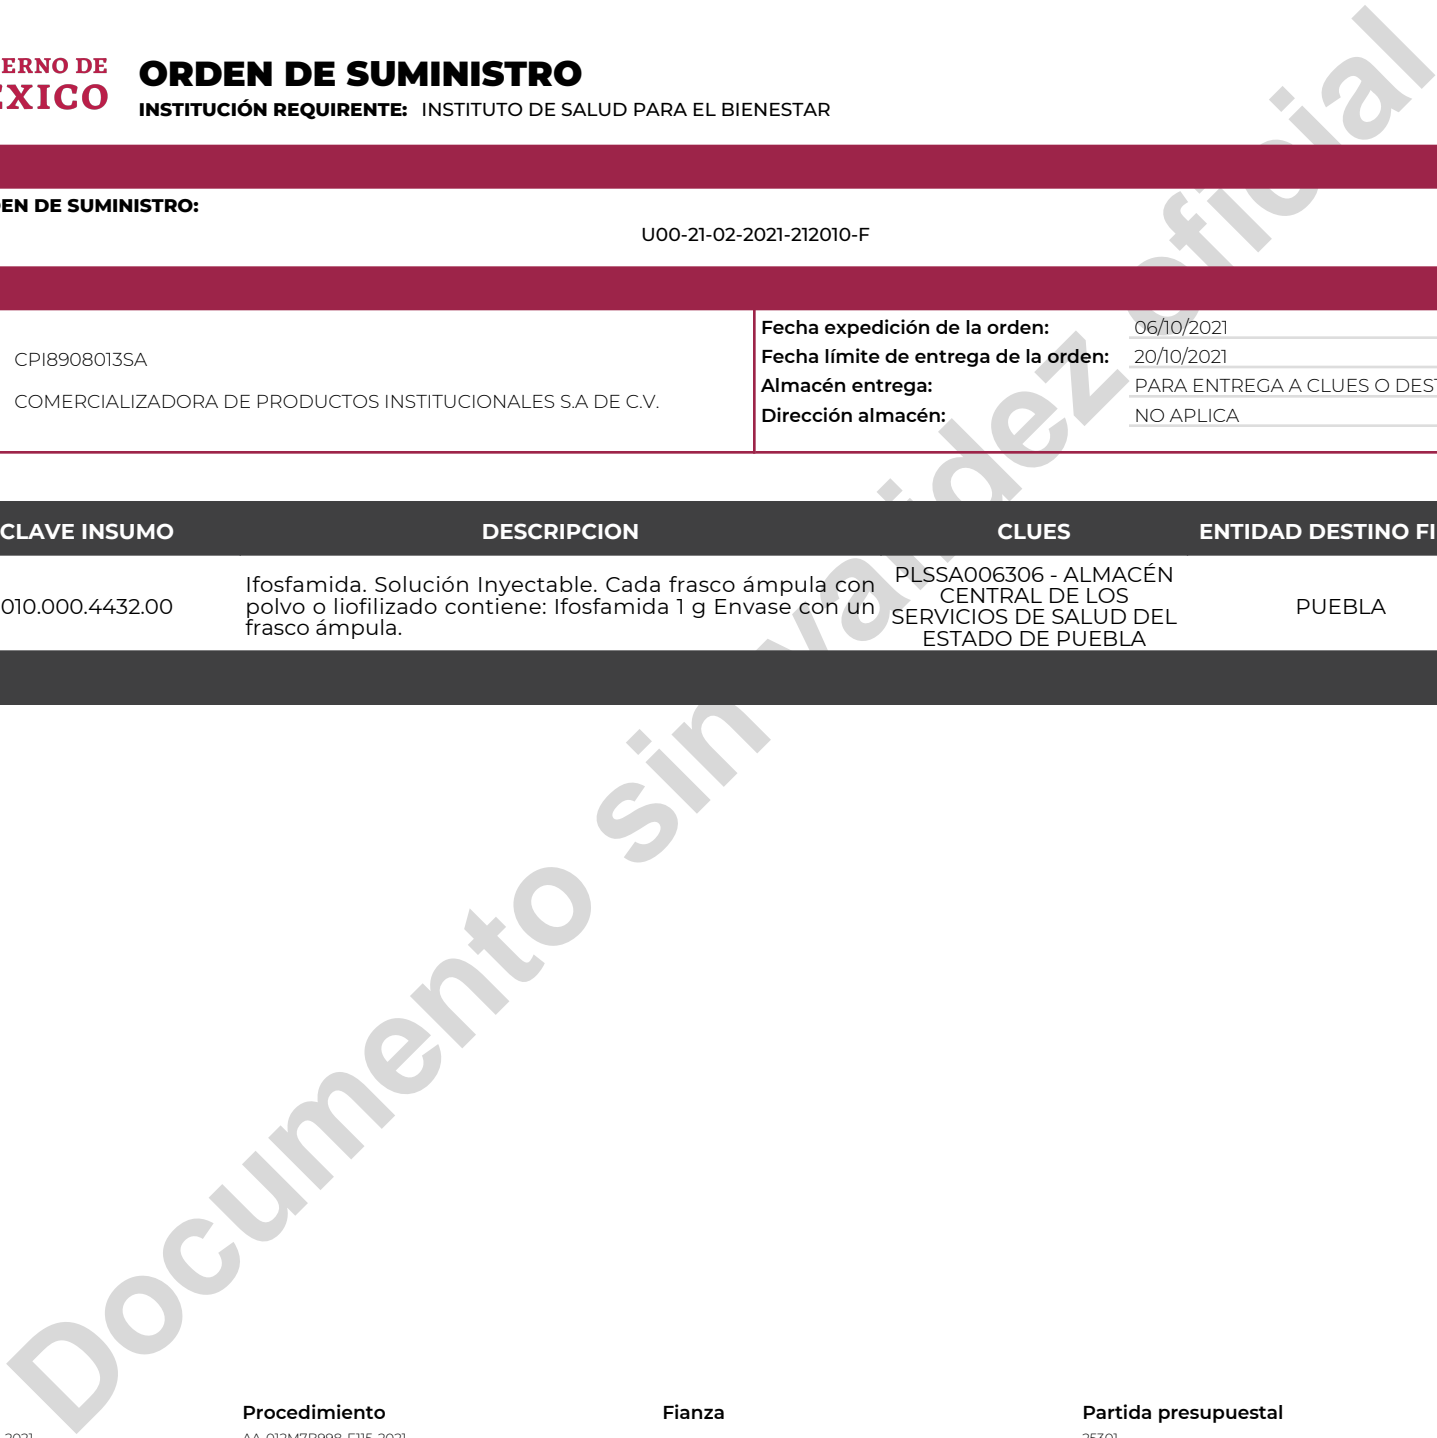 ERNO DE
EXICO
ORDEN DE SUMINISTRO
INSTITUCIÓN REQUIRENTE: INSTITUTO DE SALUD PARA EL BIENESTAR
EN DE SUMINISTRO:
U00-21-02-2021-212010-F
CPI8908013SA
COMERCIALIZADORA DE PRODUCTOS INSTITUCIONALES S.A DE C.V.
Fecha expedición de la orden: 06/10/2021
Fecha límite de entrega de la orden: 20/10/2021
Almacén entrega: PARA ENTREGA A CLUES O DEST
Dirección almacén: NO APLICA
CLAVE INSUMO DESCRIPCION CLUES ENTIDAD DESTINO FI
010.000.4432.00
Ifosfamida. Solución Inyectable. Cada frasco ámpula con
polvo o liofilizado contiene: Ifosfamida 1 g Envase con un
frasco ámpula.
PLSSA006306 - ALMACÉN
CENTRAL DE LOS
SERVICIOS DE SALUD DEL
ESTADO DE PUEBLA
PUEBLA
Documento sin validez oficial
Procedimiento Fianza Partida presupuestal